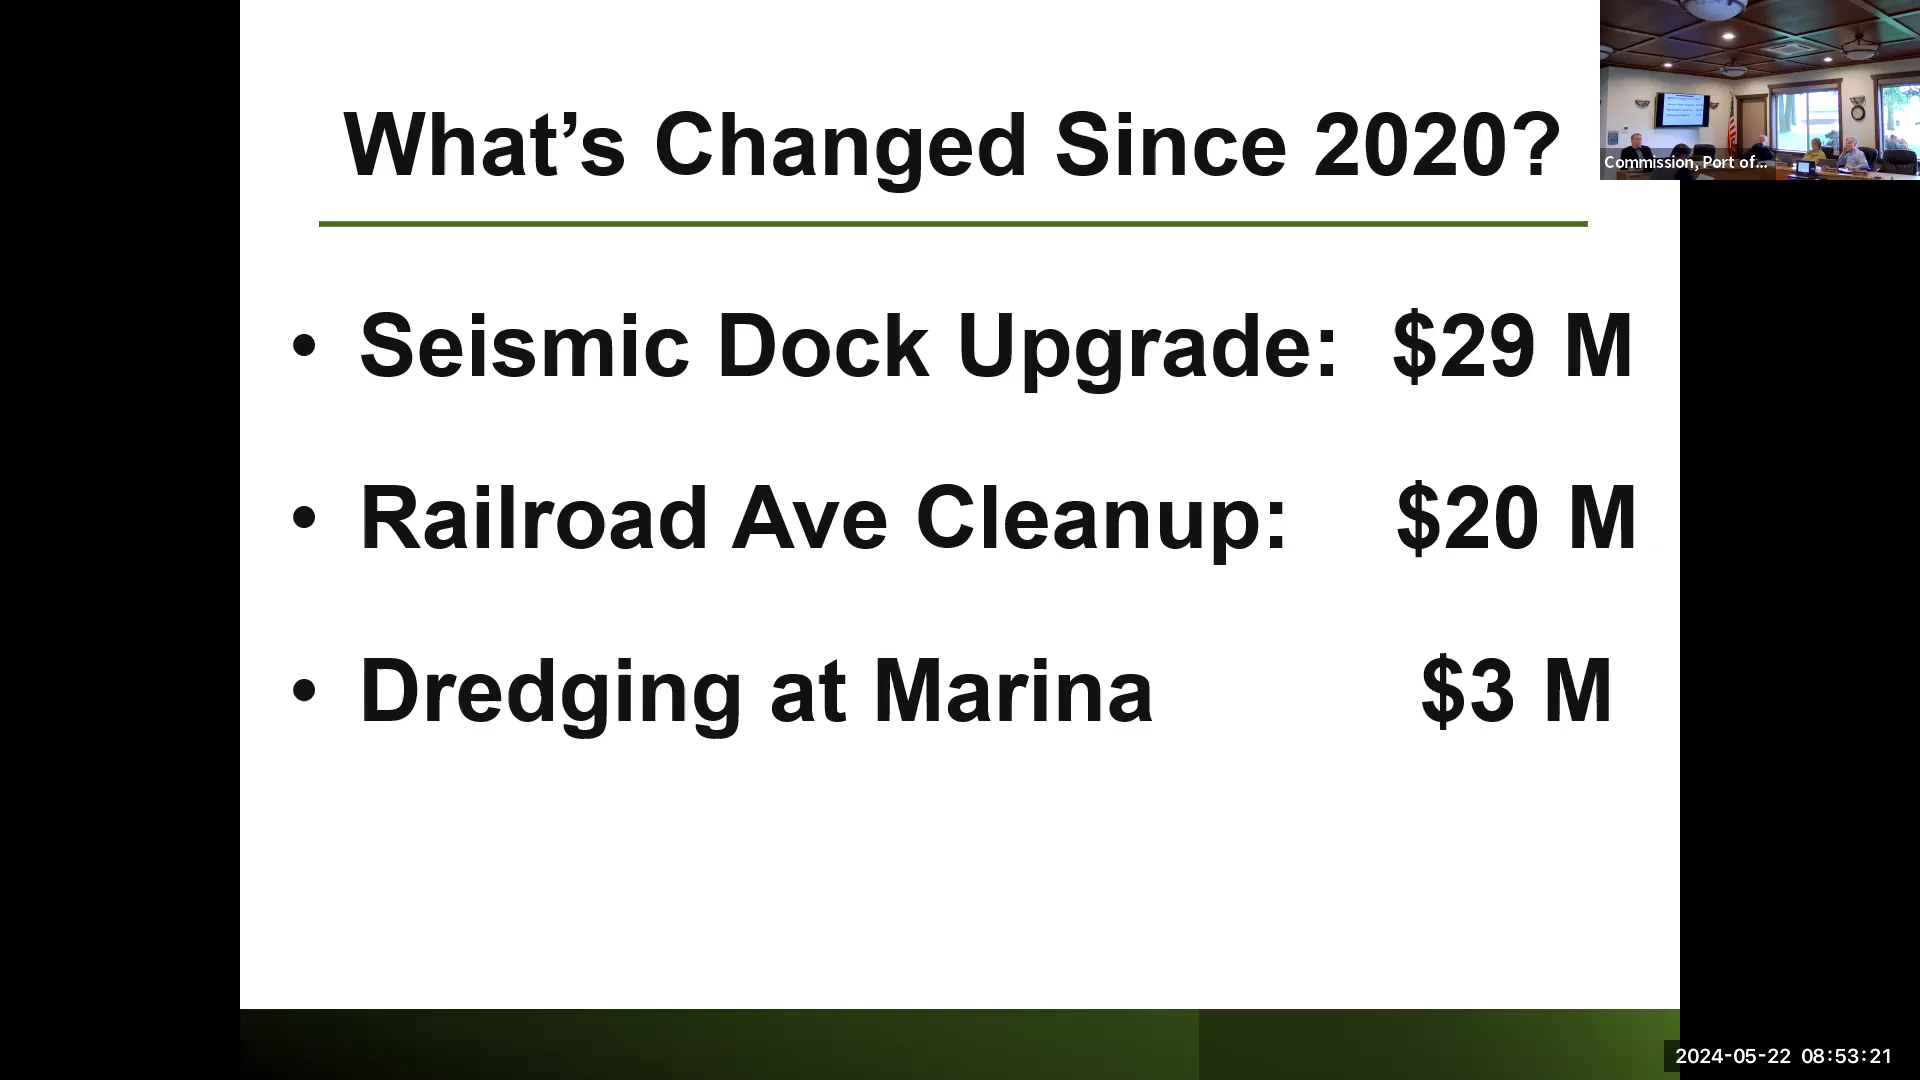 What’s Changed Since 2020?
• Seismic Dock Upgrade: $29 M
• Railroad Ave Cleanup: $20 M
• Dredging at Marina $3 M
Commission, Port of...
2024-05-22 08:53:21